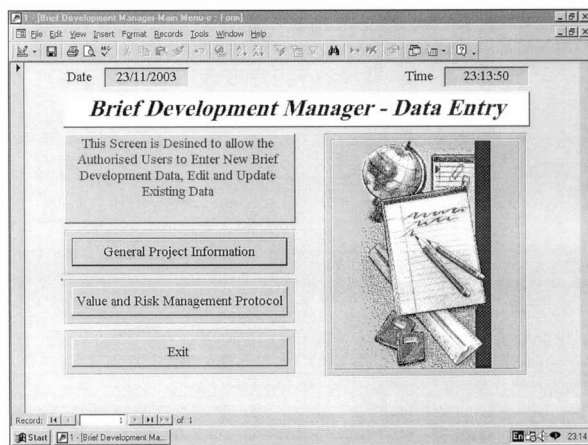 1 - [Brief Development Manager-Main Menu-e : Form]
File Edit View Insert Format Records Tools Window Help
Date 23/11/2003 Time 23:13:50
Brief Development Manager - Data Entry
This Screen is Desined to allow the
Authorised Users to Enter New Brief
Development Data, Edit and Update
Existing Data
General Project Information
Value and Risk Management Protocol
Exit
Record: 1 of 1
Start 1 - [Brief Development Ma... En 23:14